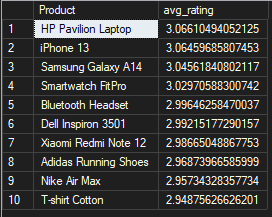 Product avg_rating
1 HP Pavilion Laptop 3.06610494052125
2 iPhone 13 3.06459685807453
3 Samsung Galaxy A14 3.04561840802117
4 Smartwatch FitPro 3.02970588300742
5 Bluetooth Headset 2.99646258470037
6 Dell Inspiron 3501 2.99215177290157
7 Xiaomi Redmi Note 12 2.98665048867753
8 Adidas Running Shoes 2.96873966585999
9 Nike Air Max 2.95734328357734
10 T-shirt Cotton 2.94875626626201